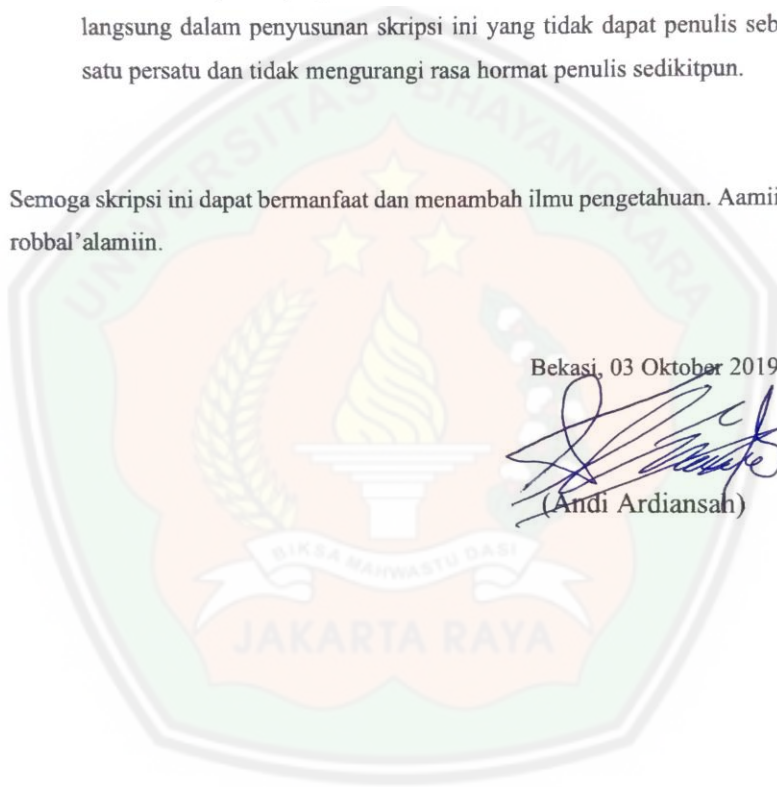 langsung dalam penyusunan skripsi ini yang tidak dapat penulis seb
satu persatu dan tidak mengurangi rasa hormat penulis sedikitpun.
Semoga skripsi ini dapat bermanfaat dan menambah ilmu pengetahuan. Aamii
robbal’alamiin.
Bekasi, 03 Oktober 2019
(Andi Ardiansah)
UNIVERSITAS BHAYANGKARA
BIKSA MAHWASTU DASI
JAKARTA RAYA